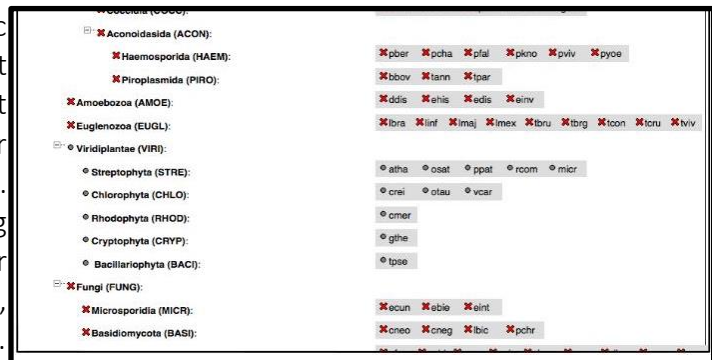 c
Aconoidasida (ACON):
t
Haemosporida (HAEM): pber pcha pfal pkno pviv pyoe
Piroplasmida (PIRO): bbov tann tpar
t
Amoebozoa (AMOE): ddis ehis edis einv
Euglenozoa (EUGL): lbra linf lmaj lmex tbru tbrg tcon tcru tviv
r
Viridiplantae (VIRI):
Streptophyta (STRE): atha osat ppat rcom micr
.
Chlorophyta (CHLO): crei otau vcar
Rhodophyta (RHOD): cmer
g
Cryptophyta (CRYP): gthe
r
Bacillariophyta (BACI): tpse
Fungi (FUNG):
,
Microsporidia (MICR): ecun ebie eint
Basidiomycota (BASI): cneo cneg lbic pchr
.